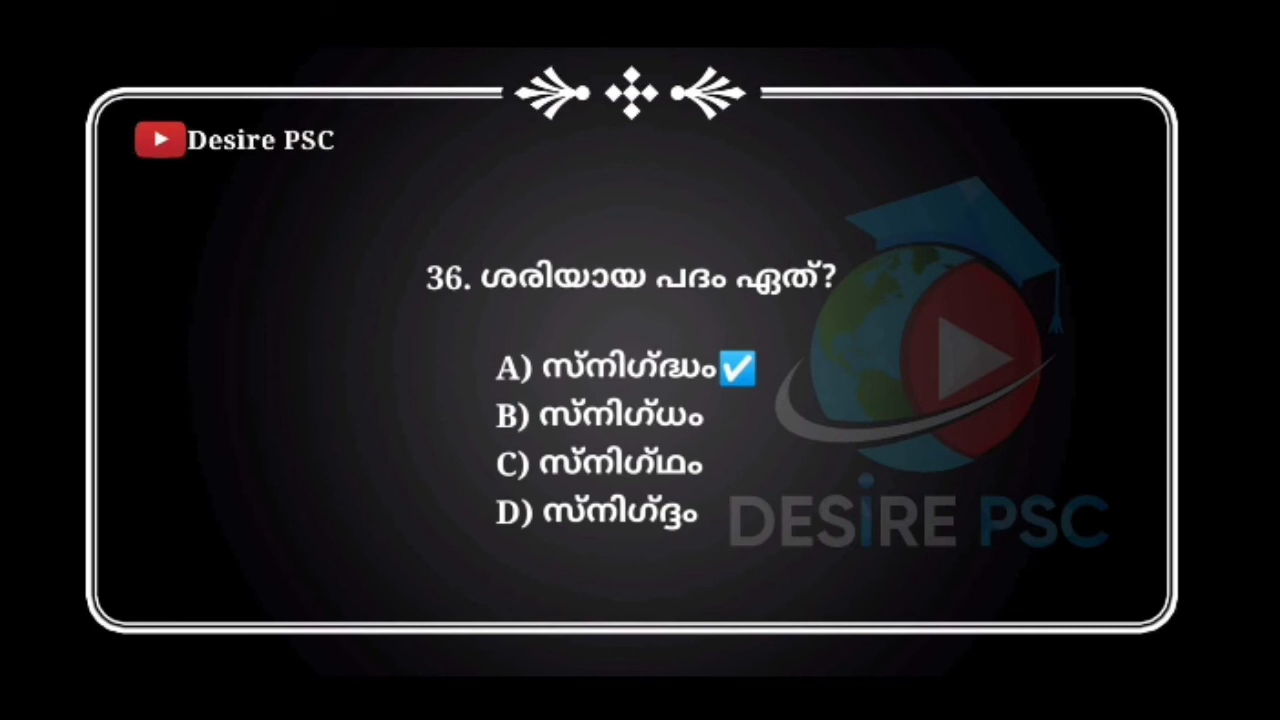 Desire PSC
36. ശരിയായ പദം ഏത്?
A) സ്നിഗ്ദ്ധം✅
B) സ്നിഗ്ധം
C) സ്നിഗ്ഥം
D) സ്നിഗ്ദ്ദം
DESiRE PSC